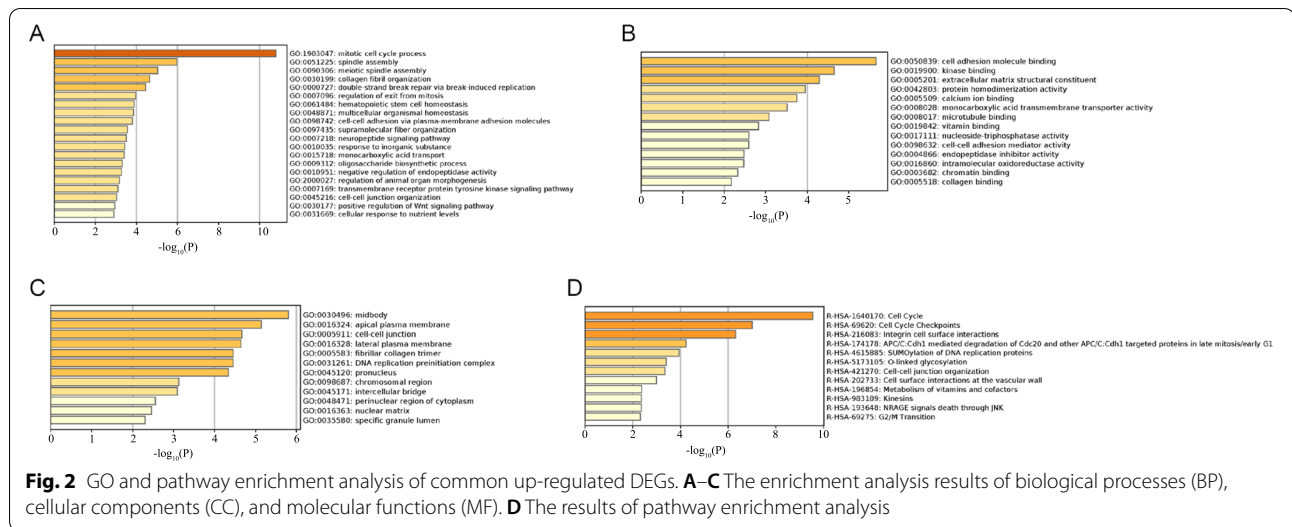 A
GO:1903047: mitotic cell cycle process
GO:0051225: spindle assembly
GO:0090306: meiotic spindle assembly
GO:0030199: collagen fibril organization
GO:0000727: double-strand break repair via break-induced replication
GO:0007096: regulation of exit from mitosis
GO:0061484: hematopoietic stem cell homeostasis
GO:0048871: multicellular organismal homeostasis
GO:0098742: cell-cell adhesion via plasma-membrane adhesion molecules
GO:0097435: supramolecular fiber organization
GO:0007218: neuropeptide signaling pathway
GO:0010035: response to inorganic substance
GO:0015718: monocarboxylic acid transport
GO:0009312: oligosaccharide biosynthetic process
GO:0010951: negative regulation of endopeptidase activity
GO:2000027: regulation of animal organ morphogenesis
GO:0007169: transmembrane receptor protein tyrosine kinase signaling pathway
GO:0045216: cell-cell junction organization
GO:0030177: positive regulation of Wnt signaling pathway
GO:0031669: cellular response to nutrient levels
0 2 4 6 8 10
-log10(P)
B
GO:0050839: cell adhesion molecule binding
GO:0019900: kinase binding
GO:0005201: extracellular matrix structural constituent
GO:0042803: protein homodimerization activity
GO:0005509: calcium ion binding
GO:0008028: monocarboxylic acid transmembrane transporter activity
GO:0008017: microtubule binding
GO:0019842: vitamin binding
GO:0017111: nucleoside-triphosphatase activity
GO:0098632: cell-cell adhesion mediator activity
GO:0004866: endopeptidase inhibitor activity
GO:0016860: intramolecular oxidoreductase activity
GO:0003682: chromatin binding
GO:0005518: collagen binding
0 1 2 3 4 5
-log10(P)
C
GO:0030496: midbody
GO:0016324: apical plasma membrane
GO:0005911: cell-cell junction
GO:0016328: lateral plasma membrane
GO:0005583: fibrillar collagen trimer
GO:0031261: DNA replication preinitiation complex
GO:0045120: pronucleus
GO:0098687: chromosomal region
GO:0045171: intercellular bridge
GO:0048471: perinuclear region of cytoplasm
GO:0016363: nuclear matrix
GO:0035580: specific granule lumen
0 1 2 3 4 5 6
-log10(P)
D
R-HSA-1640170: Cell Cycle
R-HSA-69620: Cell Cycle Checkpoints
R-HSA-216083: Integrin cell surface interactions
R-HSA-174178: APC/C:Cdh1 mediated degradation of Cdc20 and other APC/C:Cdh1 targeted proteins in late mitosis/early G1
R-HSA-4615885: SUMOylation of DNA replication proteins
R-HSA-5173105: O-linked glycosylation
R-HSA-421270: Cell-cell junction organization
R-HSA-202733: Cell surface interactions at the vascular wall
R-HSA-196854: Metabolism of vitamins and cofactors
R-HSA-983189: Kinesins
R-HSA-193648: NRAGE signals death through JNK
R-HSA-69275: G2/M Transition
0 2 4 6 8 10
-log10(P)
Fig. 2 GO and pathway enrichment analysis of common up-regulated DEGs. A–C The enrichment analysis results of biological processes (BP),
cellular components (CC), and molecular functions (MF). D The results of pathway enrichment analysis